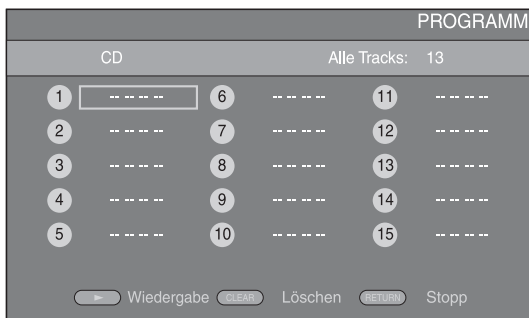 PROGRAMM
CD Alle Tracks: 13
1 -- -- -- -- 6 -- -- -- -- 11 -- -- -- --
2 -- -- -- -- 7 -- -- -- -- 12 -- -- -- --
3 -- -- -- -- 8 -- -- -- -- 13 -- -- -- --
4 -- -- -- -- 9 -- -- -- -- 14 -- -- -- --
5 -- -- -- -- 10 -- -- -- -- 15 -- -- -- --
Wiedergabe CLEAR Löschen RETURN Stopp